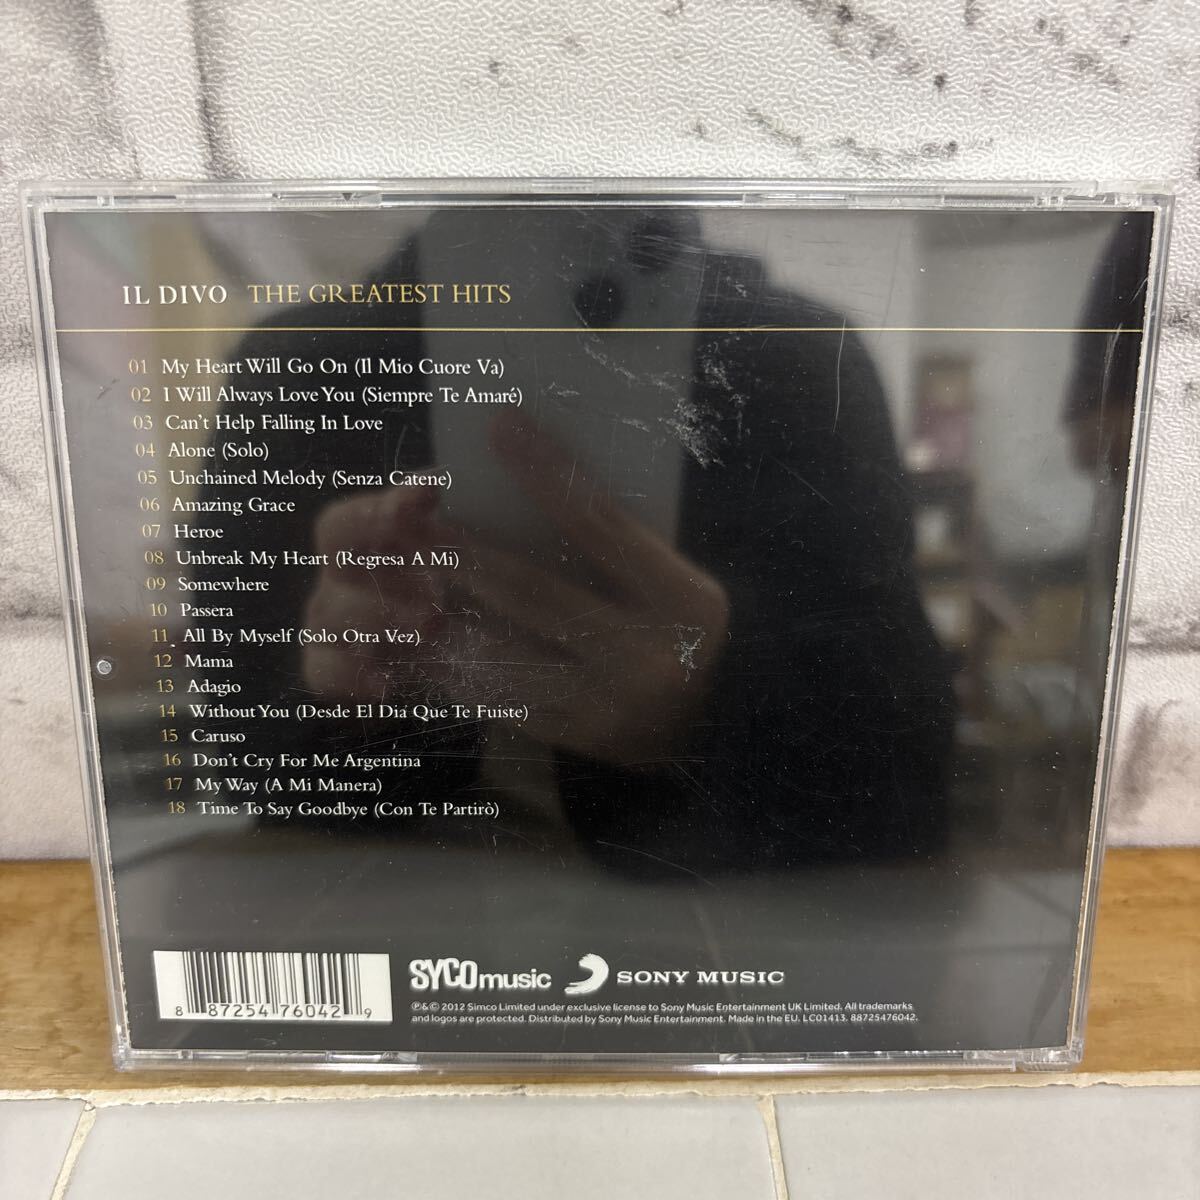 IL DIVO THE GREATEST HITS
01 My Heart Will Go On (Il Mio Cuore Va)
02 I Will Always Love You (Siempre Te Amaré)
03 Can't Help Falling In Love
04 Alone (Solo)
05 Unchained Melody (Senza Catene)
06 Amazing Grace
07 Heroe
08 Unbreak My Heart (Regresa A Mi)
09 Somewhere
10 Passera
11 All By Myself (Solo Otra Vez)
12 Mama
13 Adagio
14 Without You (Desde El Dia Que Te Fuiste)
15 Caruso
16 Don't Cry For Me Argentina
17 My Way (A Mi Manera)
18 Time To Say Goodbye (Con Te Partirò)
8 87254 76042 9
SYCOmusic SONY MUSIC
℗&© 2012 Simco Limited under exclusive license to Sony Music Entertainment UK Limited. All trademarks
and logos are protected. Distributed by Sony Music Entertainment. Made in the EU. LC01413. 88725476042.